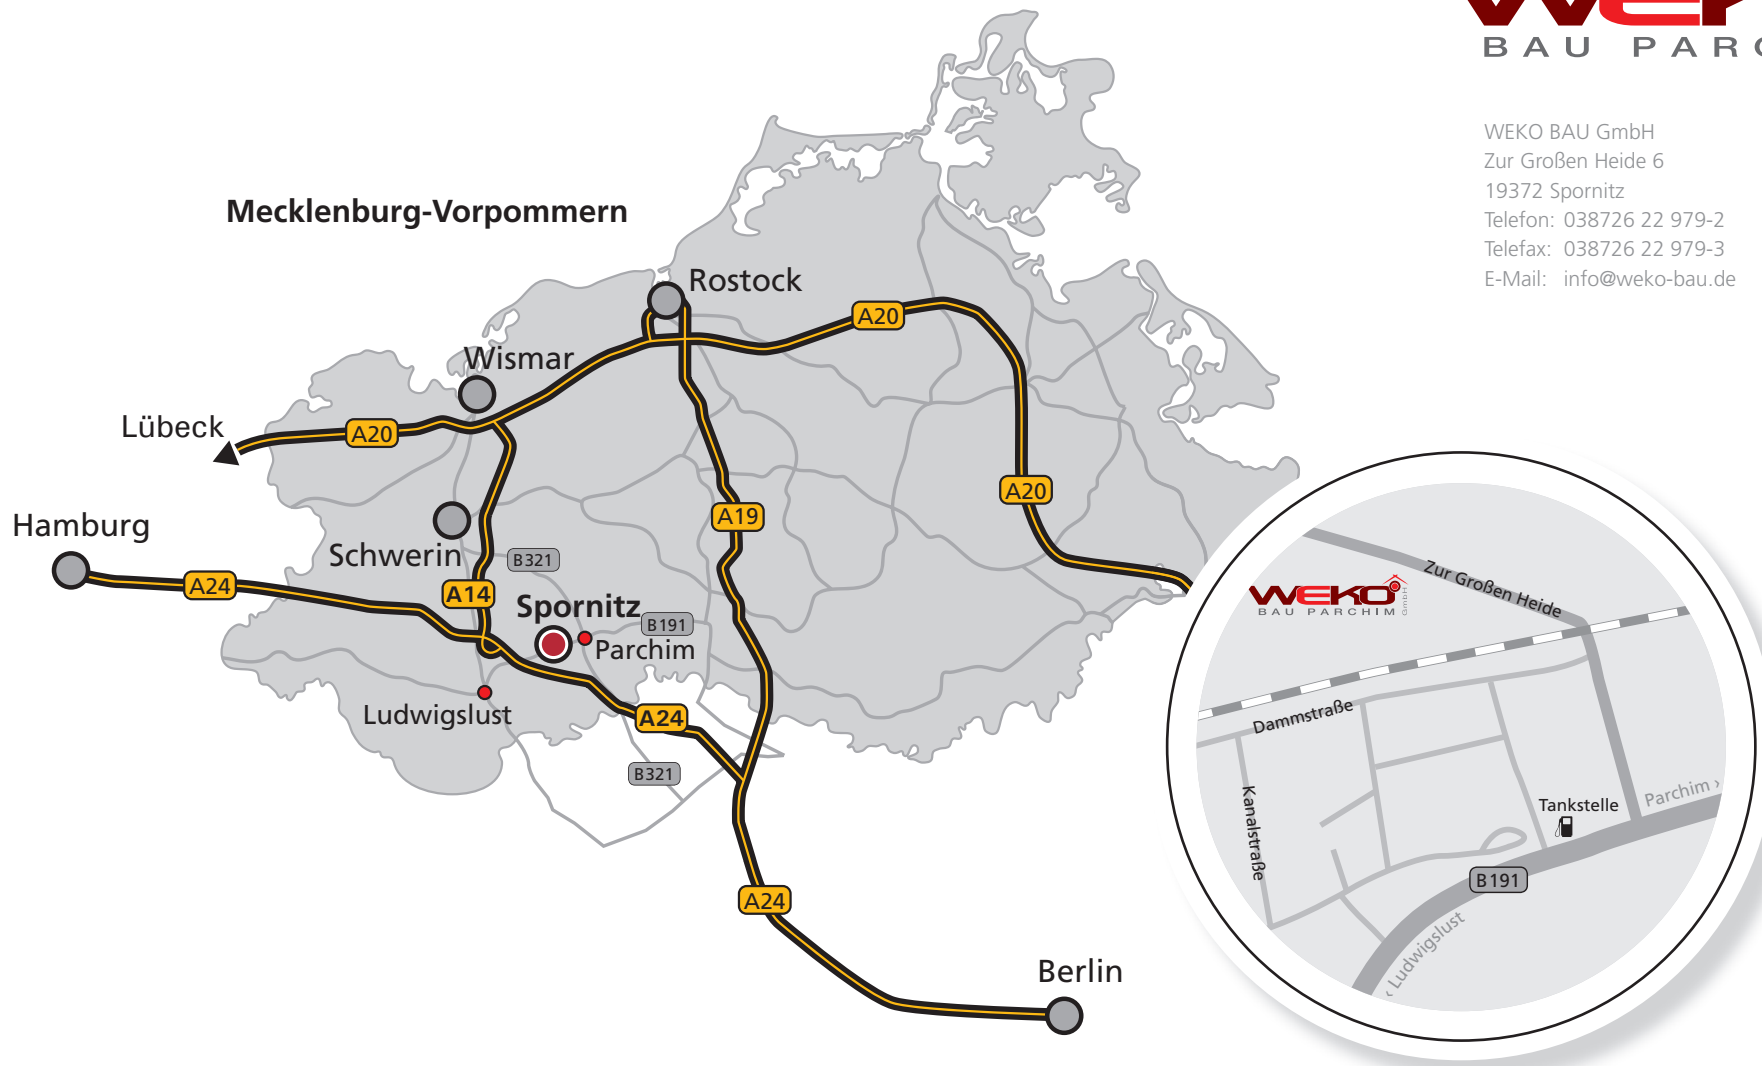 BAU PARC
WEKO BAU GmbH
Zur Großen Heide 6
19372 Spornitz
Telefon: 038726 22 979-2
Telefax: 038726 22 979-3
E-Mail: info@weko-bau.de
Mecklenburg-Vorpommern
Rostock
A20
Wismar
Lübeck
A20
A20
Hamburg
A19
Schwerin
B321
A24
A14
Spornitz
B191
Parchim
Ludwigslust
A24
B321
A24
Berlin
Zur Großen Heide
WEKO
BAU PARCHIM
GmbH
Dammstraße
Kanalstraße
Tankstelle
Parchim ›
B191
‹ Ludwigslust